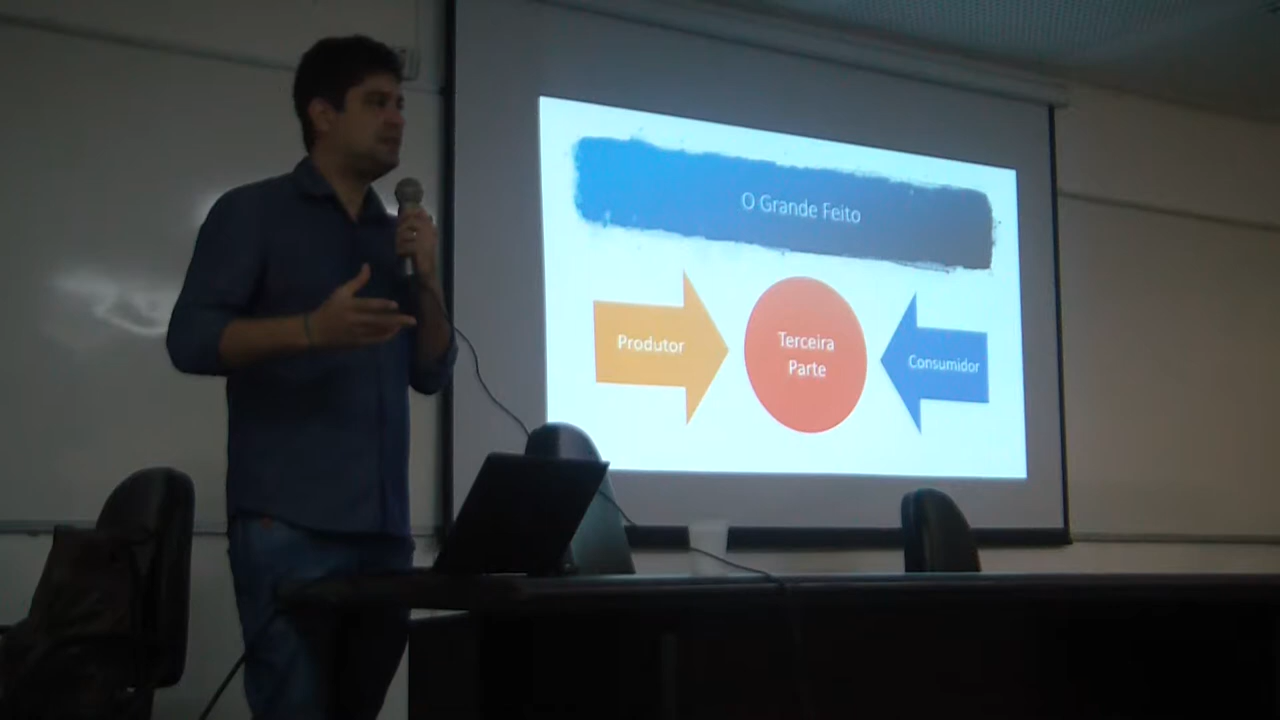 O Grande Feito
Produtor
Terceira
Parte
Consumidor